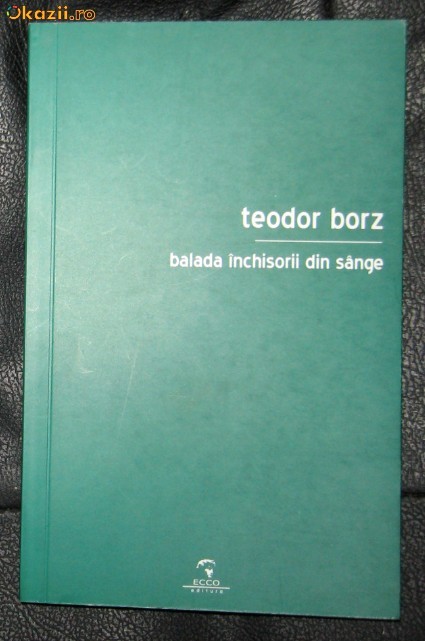 Okazii.ro
teodor borz
balada închisorii din sânge
ECCO
editura